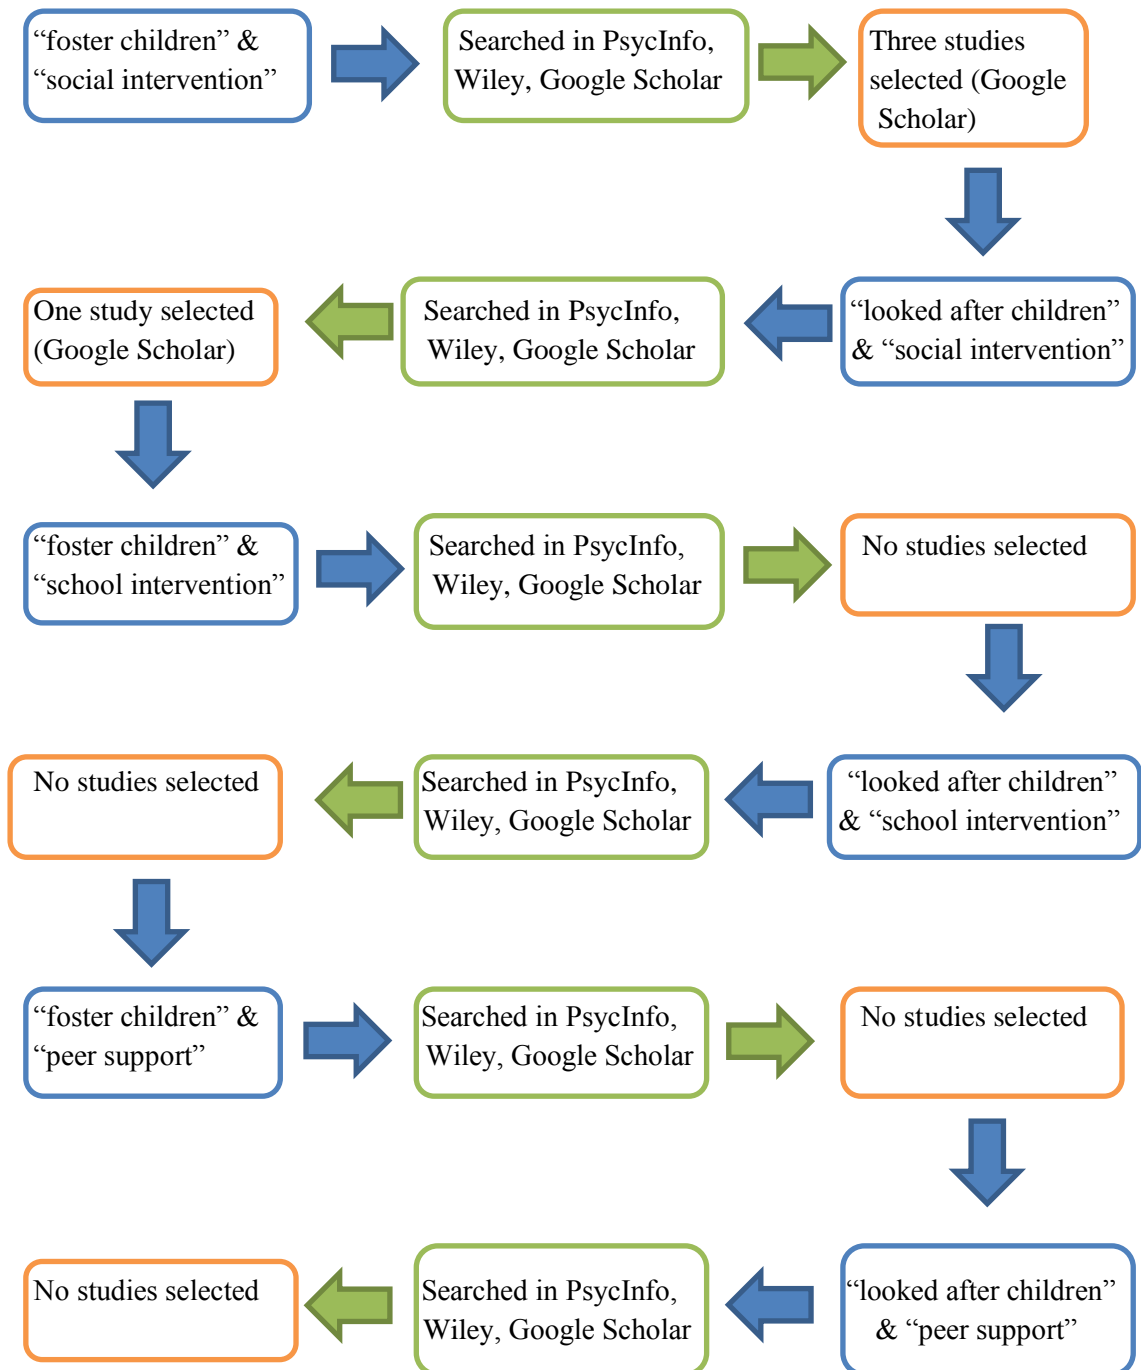 “foster children” &
“social intervention”
Searched in PsycInfo,
Wiley, Google Scholar
Three studies
selected (Google
Scholar)
“looked after children”
& “social intervention”
Searched in PsycInfo,
Wiley, Google Scholar
One study selected
(Google Scholar)
“foster children” &
“school intervention”
Searched in PsycInfo,
Wiley, Google Scholar
No studies selected
“looked after children”
& “school intervention”
Searched in PsycInfo,
Wiley, Google Scholar
No studies selected
“foster children” &
“peer support”
Searched in PsycInfo,
Wiley, Google Scholar
No studies selected
“looked after children”
& “peer support”
Searched in PsycInfo,
Wiley, Google Scholar
No studies selected